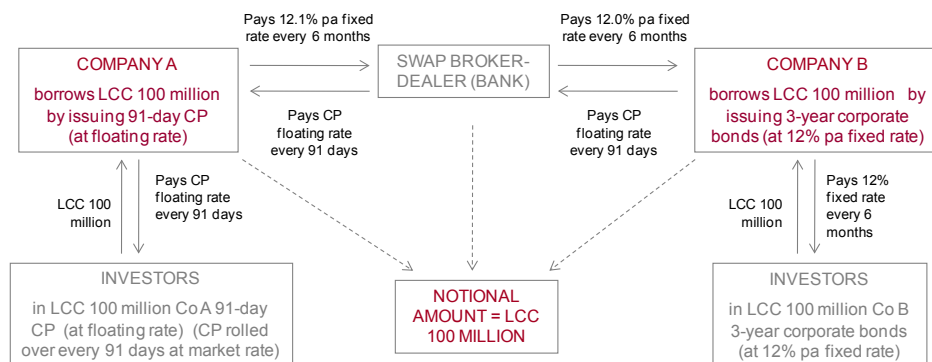 Pays 12.1% pa fixed
rate every 6 months
Pays 12.0% pa fixed
rate every 6 months
COMPANY A
borrows LCC 100 million
by issuing 91-day CP
(at floating rate)
SWAP BROKER-
DEALER (BANK)
COMPANY B
borrows LCC 100 million by
issuing 3-year corporate
bonds (at 12% pa fixed rate)
Pays CP
floating rate
every 91 days
Pays CP
floating rate
every 91 days
LCC 100
million
Pays CP
floating rate
every 91 days
LCC 100
million
Pays 12%
fixed rate
every 6
months
INVESTORS
in LCC 100 million Co A 91-day
CP (at floating rate) (CP rolled
over every 91 days at market rate)
NOTIONAL
AMOUNT = LCC
100 MILLION
INVESTORS
in LCC 100 million Co B
3-year corporate bonds
(at 12% pa fixed rate)